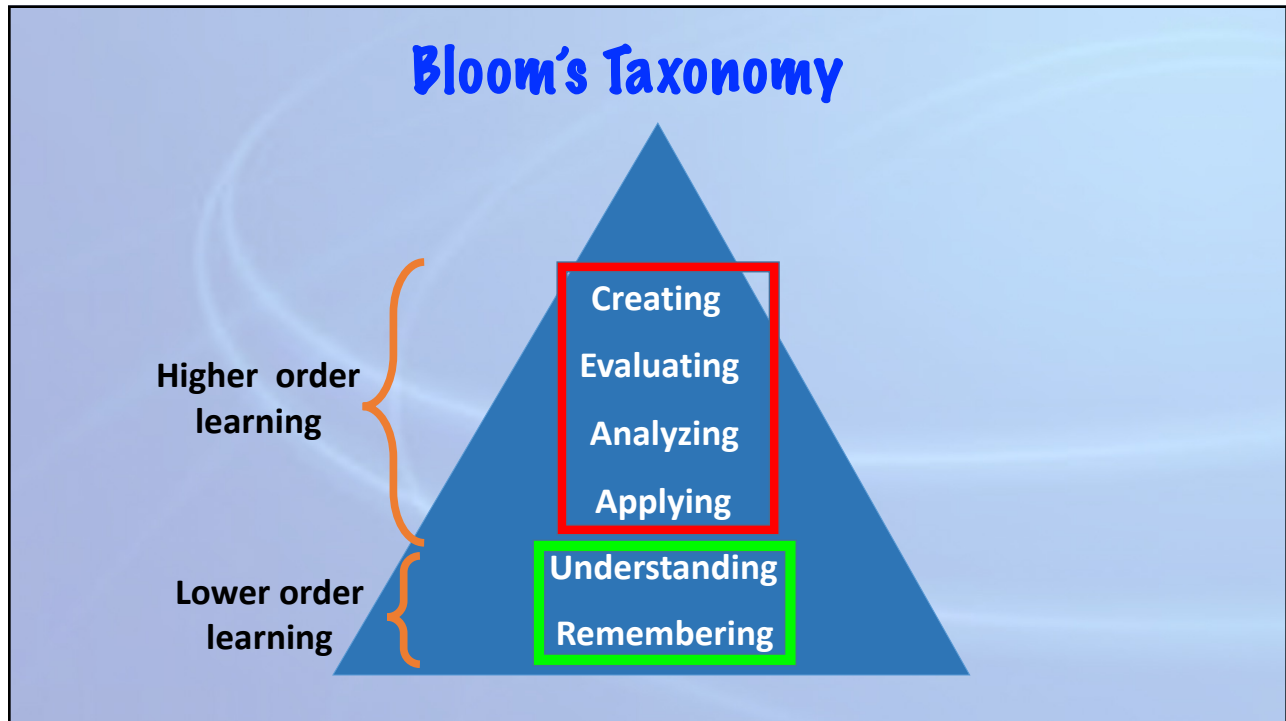 Bloom's Taxonomy
Creating
Evaluating
Higher order
learning
Analyzing
Applying
Understanding
Lower order
learning
Remembering